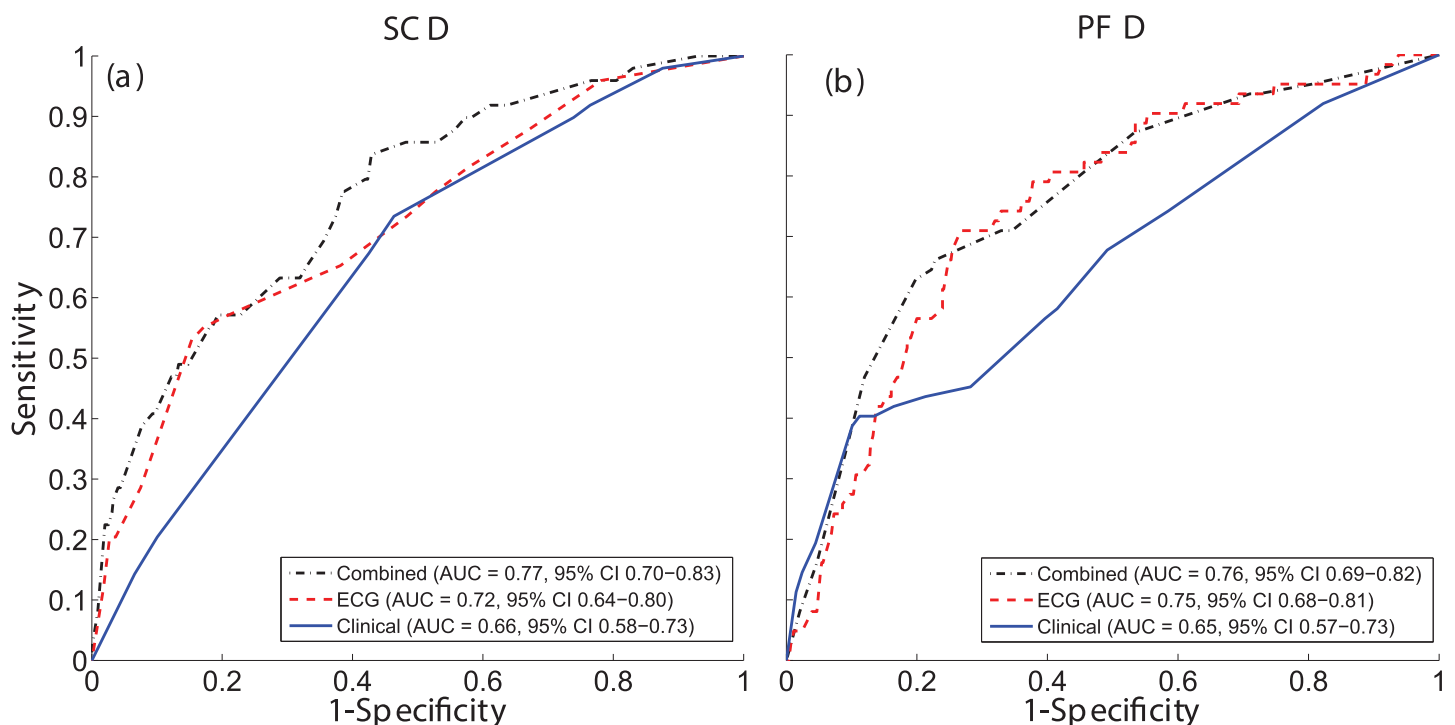 SCD
(a)
Sensitivity
1
0.9
0.8
0.7
0.6
0.5
0.4
0.3
0.2
0.1
0
0
0.2
0.4
0.6
0.8
1
1-Specificity
Combined (AUC = 0.77, 95% CI 0.70−0.83)
ECG (AUC = 0.72, 95% CI 0.64−0.80)
Clinical (AUC = 0.66, 95% CI 0.58−0.73)
PFD
(b)
0
0.2
0.4
0.6
0.8
1
1-Specificity
Combined (AUC = 0.76, 95% CI 0.69−0.82)
ECG (AUC = 0.75, 95% CI 0.68−0.81)
Clinical (AUC = 0.65, 95% CI 0.57−0.73)